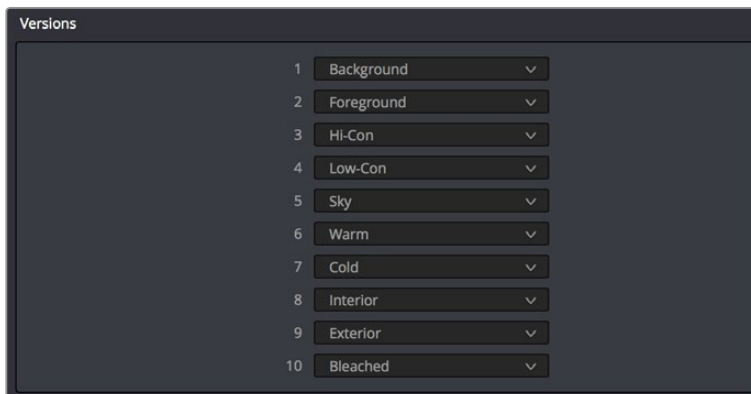 Versions
1 Background
2 Foreground
3 Hi-Con
4 Low-Con
5 Sky
6 Warm
7 Cold
8 Interior
9 Exterior
10 Bleached